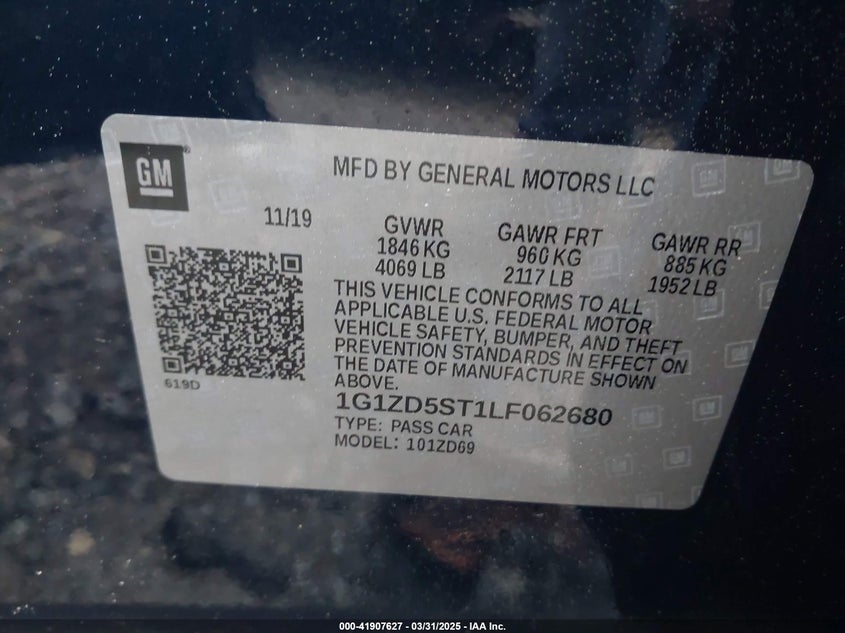 GM®
MFD BY GENERAL MOTORS LLC
11/19
GVWR
1846 KG
4069 LB
GAWR FRT
960 KG
2117 LB
GAWR RR
885 KG
1952 LB
THIS VEHICLE CONFORMS TO ALL
APPLICABLE U.S. FEDERAL MOTOR
VEHICLE SAFETY, BUMPER, AND THEFT
PREVENTION STANDARDS IN EFFECT ON
THE DATE OF MANUFACTURE SHOWN
ABOVE.
619D
1G1ZD5ST1LF062680
TYPE: PASS CAR
MODEL: 101ZD69
000-41907627 - 03/31/2025 - IAA Inc.